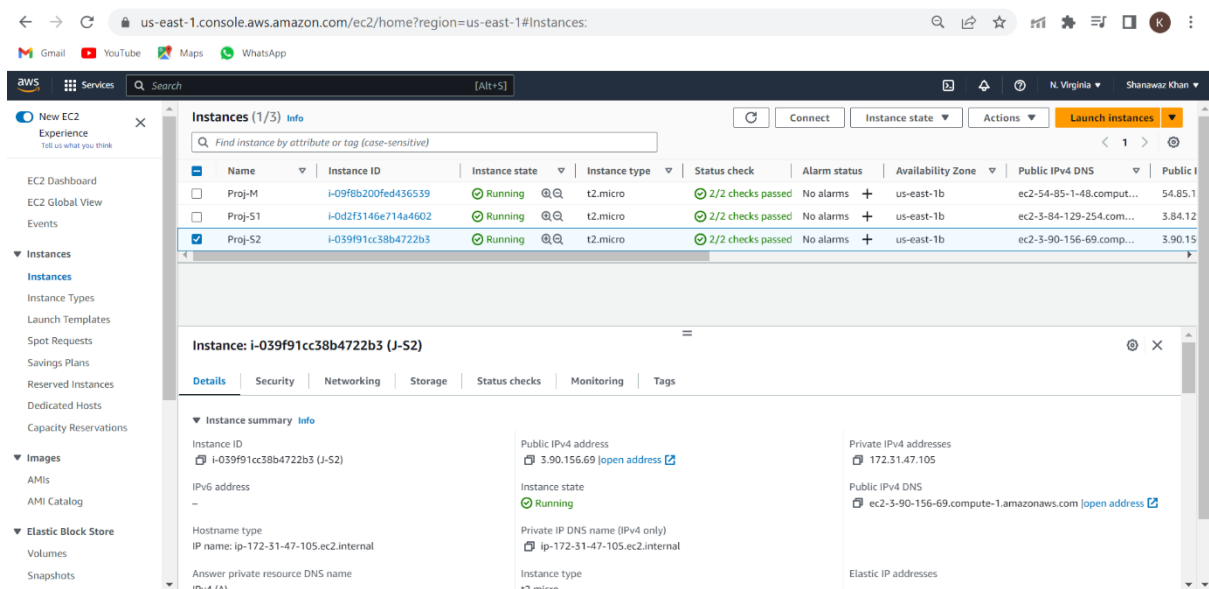 us-east-1.console.aws.amazon.com/ec2/home?region=us-east-1#Instances:
K
Gmail YouTube Maps WhatsApp
aws Services Search [Alt+S] N. Virginia Shanawaz Khan
New EC2 Experience
Tell us what you think
EC2 Dashboard
EC2 Global View
Events
Instances
Instances
Instance Types
Launch Templates
Spot Requests
Savings Plans
Reserved Instances
Dedicated Hosts
Capacity Reservations
Images
AMIs
AMI Catalog
Elastic Block Store
Volumes
Snapshots
Instances (1/3) Info Connect Instance state Actions Launch instances
Find instance by attribute or tag (case-sensitive) 1
Name Instance ID Instance state Instance type Status check Alarm status Availability Zone Public IPv4 DNS Public I
Proj-M i-09f8b200fed436539 Running t2.micro 2/2 checks passed No alarms + us-east-1b ec2-54-85-1-48.comput... 54.85.1
Proj-S1 i-0d2f3146e714a4602 Running t2.micro 2/2 checks passed No alarms + us-east-1b ec2-3-84-129-254.com... 3.84.12
Proj-S2 i-039f91cc38b4722b3 Running t2.micro 2/2 checks passed No alarms + us-east-1b ec2-3-90-156-69.comp... 3.90.15
Instance: i-039f91cc38b4722b3 (J-S2)
Details Security Networking Storage Status checks Monitoring Tags
Instance summary Info
Instance ID Public IPv4 address Private IPv4 addresses
i-039f91cc38b4722b3 (J-S2) 3.90.156.69 |open address 172.31.47.105
IPv6 address Instance state Public IPv4 DNS
– Running ec2-3-90-156-69.compute-1.amazonaws.com |open address
Hostname type Private IP DNS name (IPv4 only)
IP name: ip-172-31-47-105.ec2.internal ip-172-31-47-105.ec2.internal
Answer private resource DNS name Instance type Elastic IP addresses
IPv4 (A) t2.micro